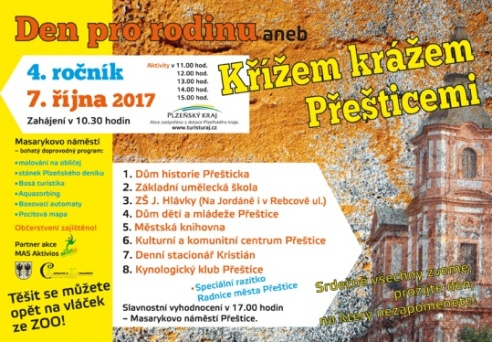 Den pro rodinu aneb
Křížem krážem
Přešticemi
4. ročník
7. října 2017
Zahájení v 10.30 hodin
Aktivity v 11.00 hod.
12.00 hod.
13.00 hod.
14.00 hod.
15.00 hod.
PLZEŇSKÝ KRAJ
Akce podpořena z dotace Plzeňského kraje
www.turisturaj.cz
Masarykovo náměstí
– bohatý doprovodný program:
• malování na obličej
• stánek Plzeňského deníku
• Bosá turistika
• Aquazorbing
• Boxovací automaty
• Pocitová mapa
Občerstvení zajištěno!
Partner akce
MAS Aktivios
Těšit se můžete
opět na vláček
ze ZOO!
1. Dům historie Přešticka
2. Základní umělecká škola
3. ZŠ J. Hlávky (Na Jordáně i v Rebcově ul.)
4. Dům dětí a mládeže Přeštice
5. Městská knihovna
6. Kulturní a komunitní centrum Přeštice
7. Denní stacionář Kristián
8. Kynologický klub Přeštice
• Speciální razítko
Radnice města Přeštice
Slavnostní vyhodnocení v 17.00 hodin
– Masarykovo náměstí Přeštice.
Srdečně všechny zveme,
prožijte den,
na který nezapomenete!